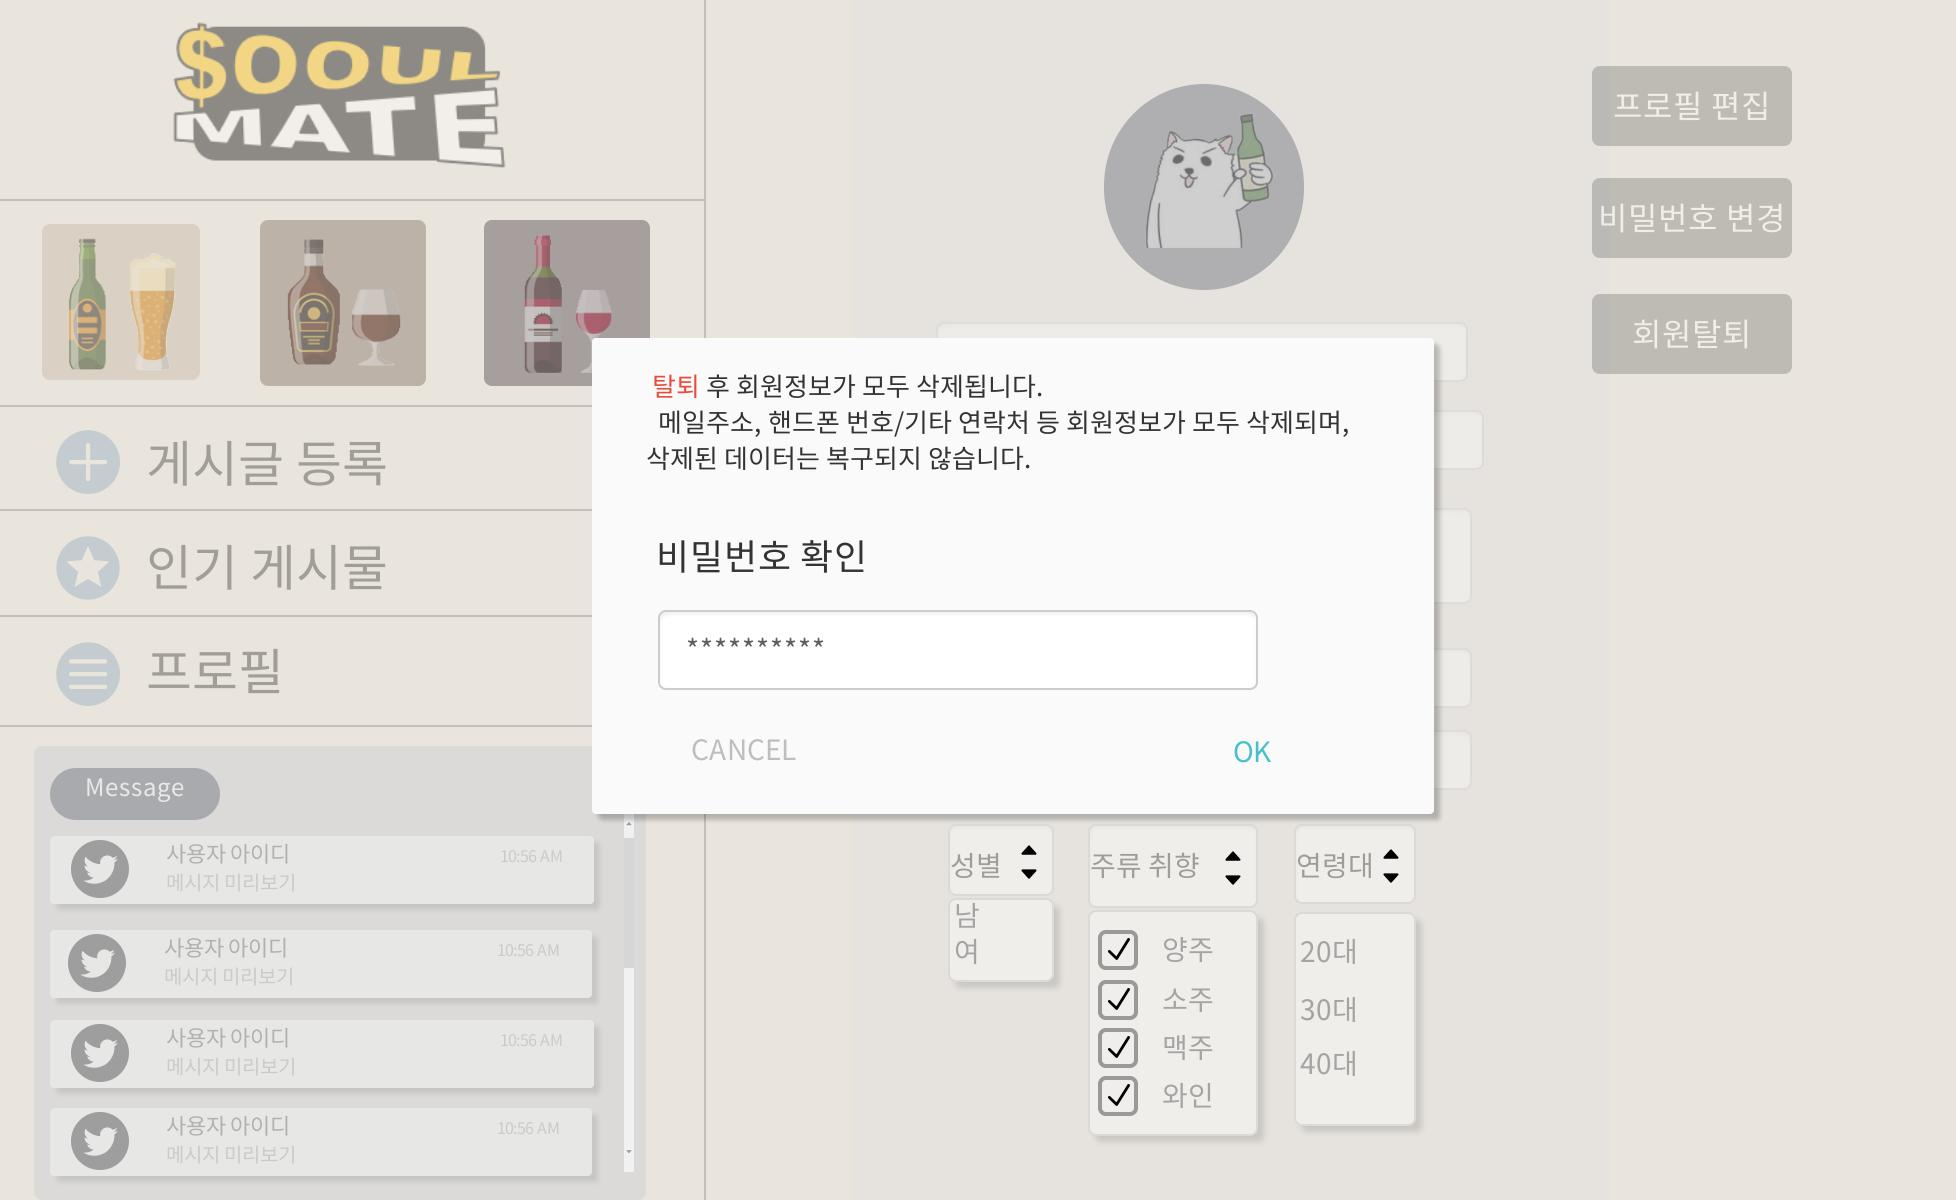 $OOUL
MATE
프로필 편집
비밀번호 변경
회원탈퇴
탈퇴 후 회원정보가 모두 삭제됩니다.
메일주소, 핸드폰 번호/기타 연락처 등 회원정보가 모두 삭제되며,
삭제된 데이터는 복구되지 않습니다.
비밀번호 확인
**********
CANCEL
OK
게시글 등록
인기 게시물
프로필
Message
사용자 아이디
10:56 AM
메시지 미리보기
사용자 아이디
10:56 AM
메시지 미리보기
사용자 아이디
10:56 AM
메시지 미리보기
사용자 아이디
10:56 AM
메시지 미리보기
성별
남
여
주류 취향
양주
소주
맥주
와인
연령대
20대
30대
40대